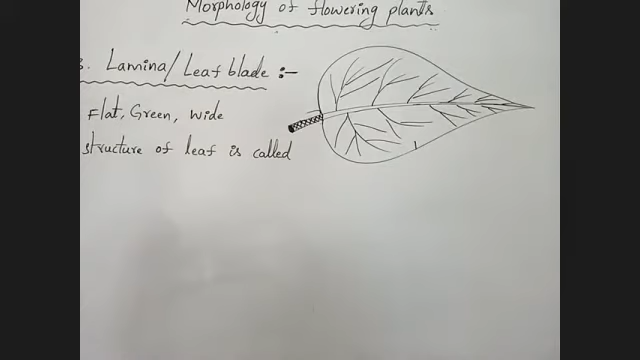 Morphology of flowering plants
3. Lamina/Leaf blade :-
Flat, Green, Wide
structure of leaf is called